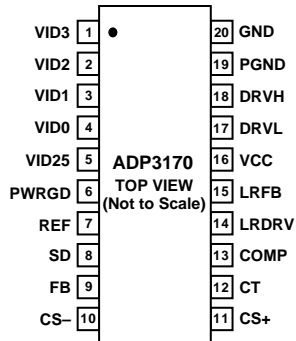 VID3 1 20 GND
VID2 2 19 PGND
VID1 3 18 DRVH
VID0 4 17 DRVL
VID25 5 ADP3170 16 VCC
PWRGD 6 TOP VIEW 15 LRFB
(Not to Scale)
REF 7 14 LRDRV
SD 8 13 COMP
FB 9 12 CT
CS– 10 11 CS+